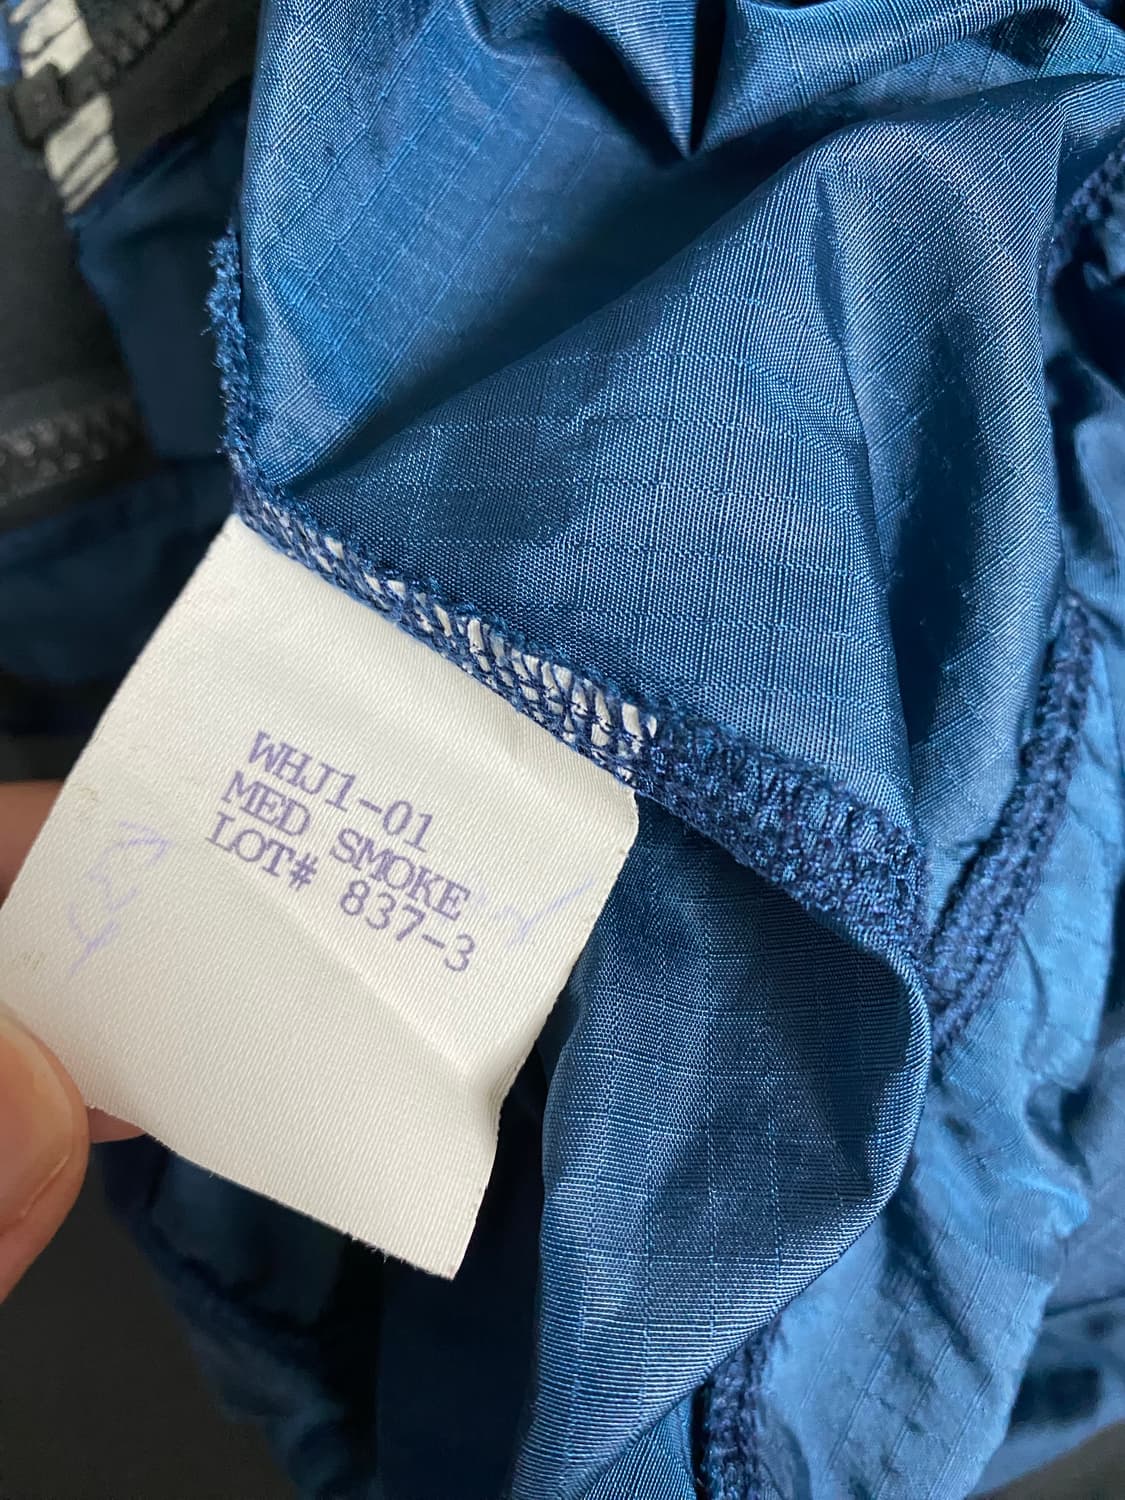 WHJ1-01
MED SMOKE
LOT# 837-3